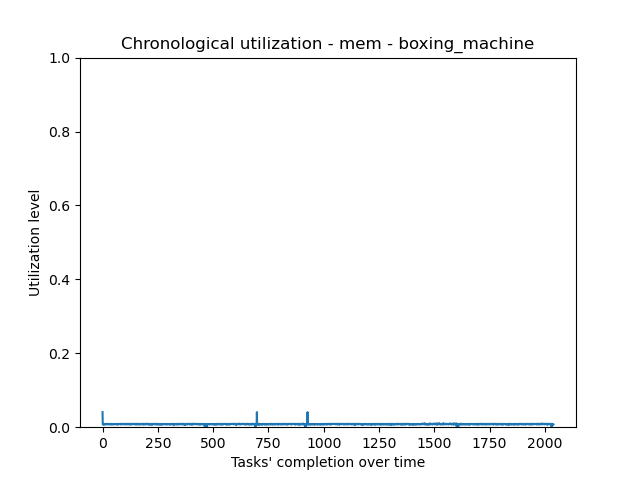 Chronological utilization - mem - boxing_machine
1.0
0.8
0.6
0.4
0.2
0.0
Utilization level
0 250 500 750 1000 1250 1500 1750 2000
Tasks' completion over time